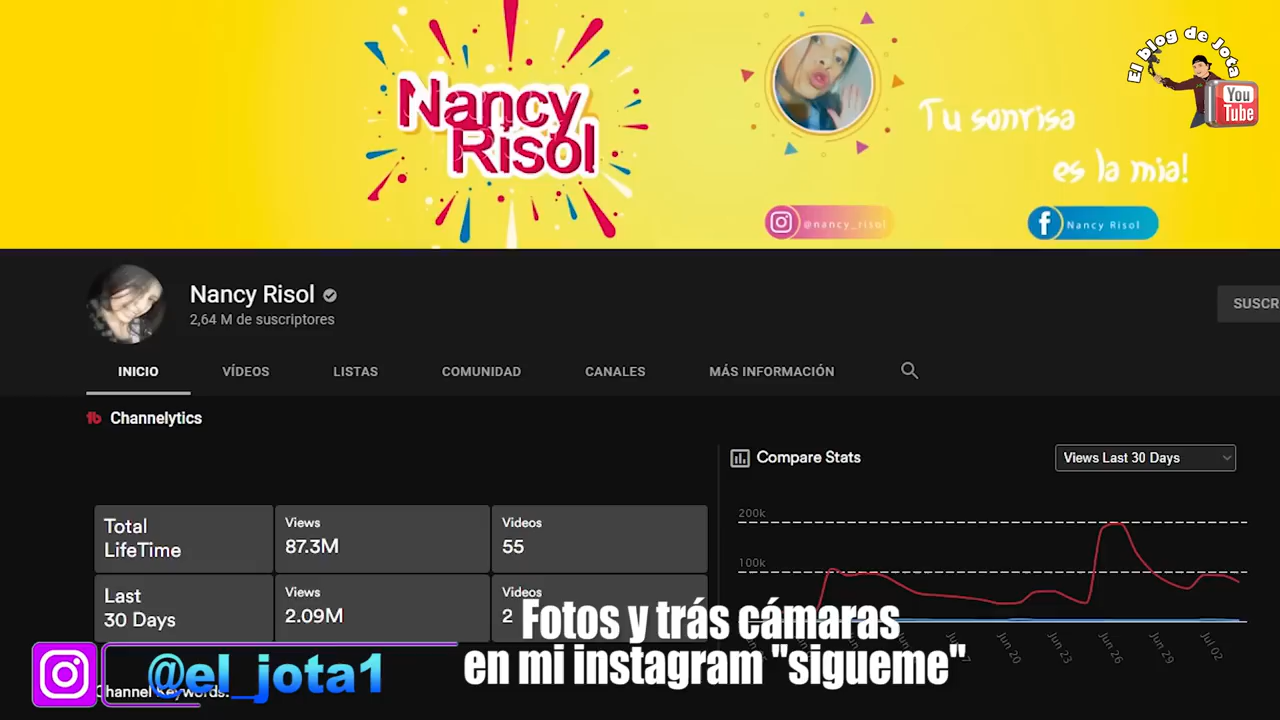 El blog de Jota
You
Tube
Nancy
Risol
Tu sonrisa
es la mia!
@nancy_risol
Nancy Risol
Nancy Risol
2,64 M de suscriptores
SUSCR
INICIO
VÍDEOS
LISTAS
COMUNIDAD
CANALES
MÁS INFORMACIÓN
Channelytics
Compare Stats
Views Last 30 Days
200k
100k
Total
LifeTime
Views
87.3M
Videos
55
Last
30 Days
Views
2.09M
Videos
2
Jun 20
Jun 23
Jun 26
Jun 29
Jul 02
Fotos y trás cámaras
en mi instagram "sigueme"
@el_jota1
Channel Keywords: